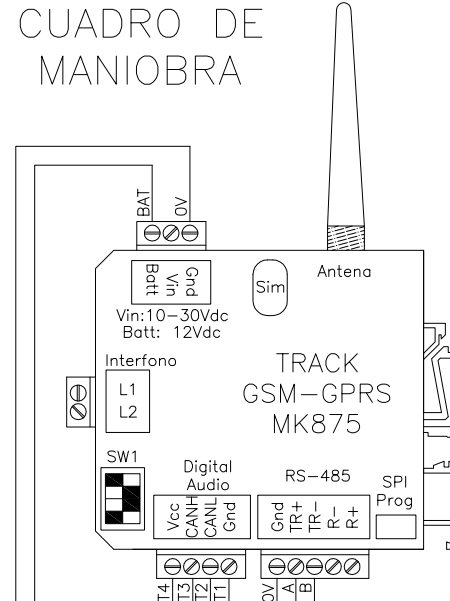 CUADRO DE
MANIOBRA
BAT
0V
Batt
Vin
Gnd
Sim
Antena
Vin:10-30Vdc
Batt: 12Vdc
Interfono
L1
L2
TRACK
GSM-GPRS
MK875
SW1
Digital
Audio
RS-485
SPI
Prog
Vcc
CANH
CANL
Gnd
Gnd
TR+
TR-
R-
R+
T4
T3
T2
T1
0V
A
B